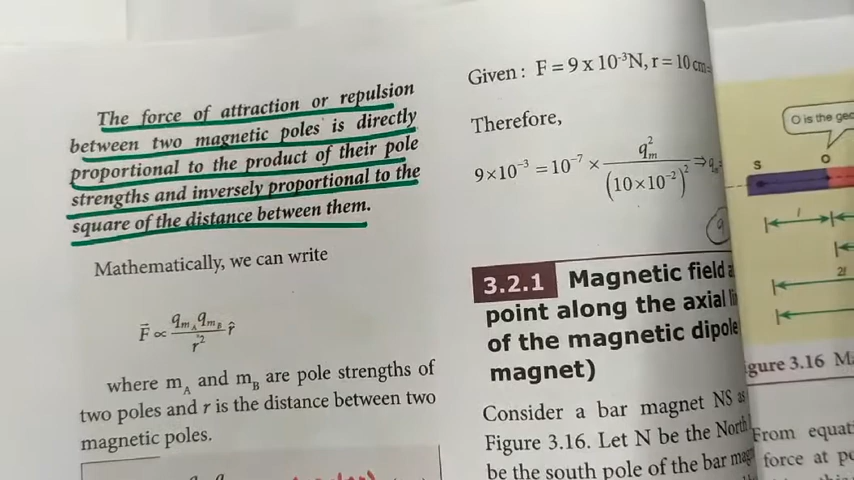 The force of attraction or repulsion
between two magnetic poles is directly
proportional to the product of their pole
strengths and inversely proportional to the
square of the distance between them.
Mathematically, we can write
F⃗ ∝ q_{m_A} q_{m_B} / r² r̂
where m_A and m_B are pole strengths of
two poles and r is the distance between two
magnetic poles.
Given : F = 9 x 10⁻³N, r = 10 cm
Therefore,
9×10⁻³ = 10⁻⁷ × q_m² / (10×10⁻²)² ⇒
3.2.1 Magnetic field
point along the axial
of the magnetic dipole
magnet)
Consider a bar magnet NS
Figure 3.16. Let N be the North
be the south pole of the bar
O is the
S
O
l
2l
3.16
From
force at